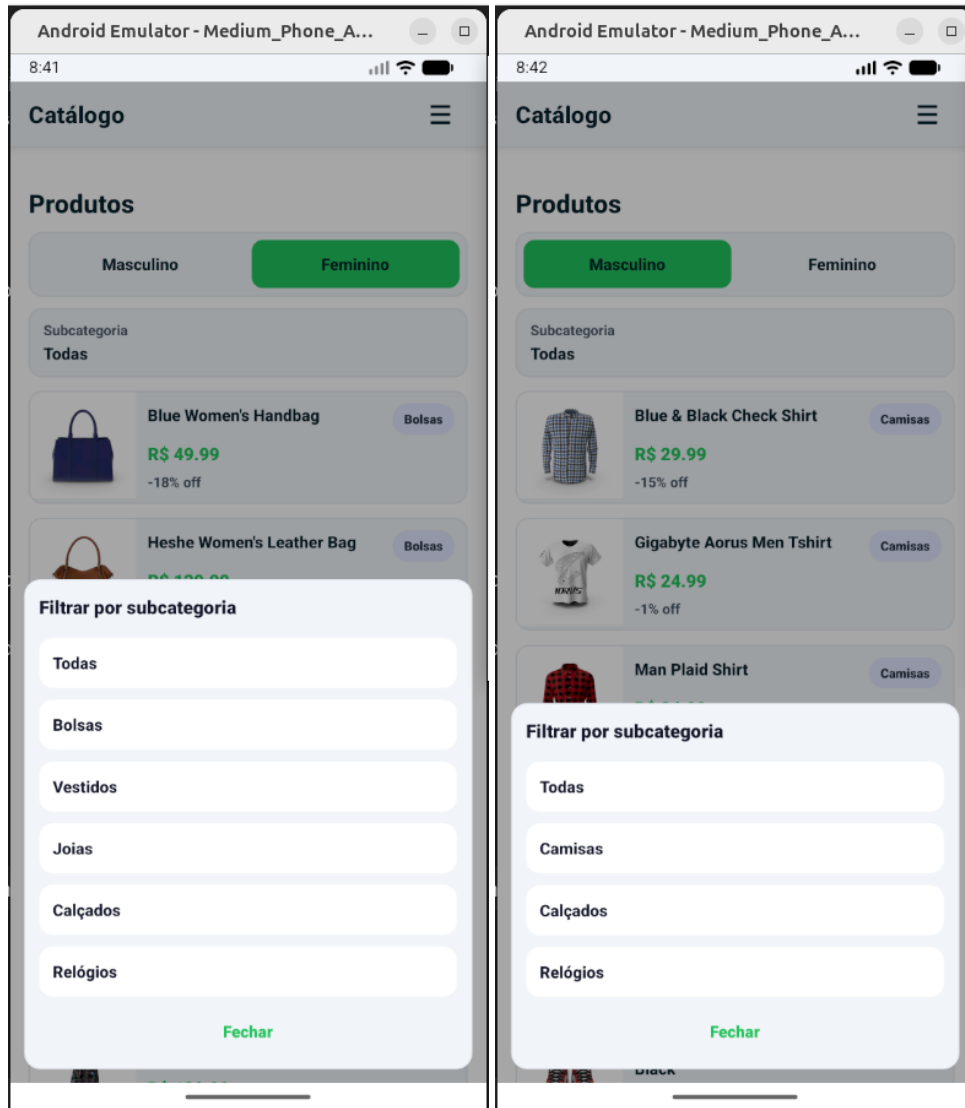 Android Emulator - Medium_Phone_A...
8:41
Catálogo
Produtos
Masculino Feminino
Subcategoria
Todas
Blue Women's Handbag Bolsas
R$ 49.99
-18% off
Heshe Women's Leather Bag Bolsas
Filtrar por subcategoria
Todas
Bolsas
Vestidos
Joias
Calçados
Relógios
Fechar
Android Emulator - Medium_Phone_A...
8:42
Catálogo
Produtos
Masculino Feminino
Subcategoria
Todas
Blue & Black Check Shirt Camisas
R$ 29.99
-15% off
Gigabyte Aorus Men Tshirt Camisas
R$ 24.99
-1% off
Man Plaid Shirt Camisas
Filtrar por subcategoria
Todas
Camisas
Calçados
Relógios
Fechar
Black